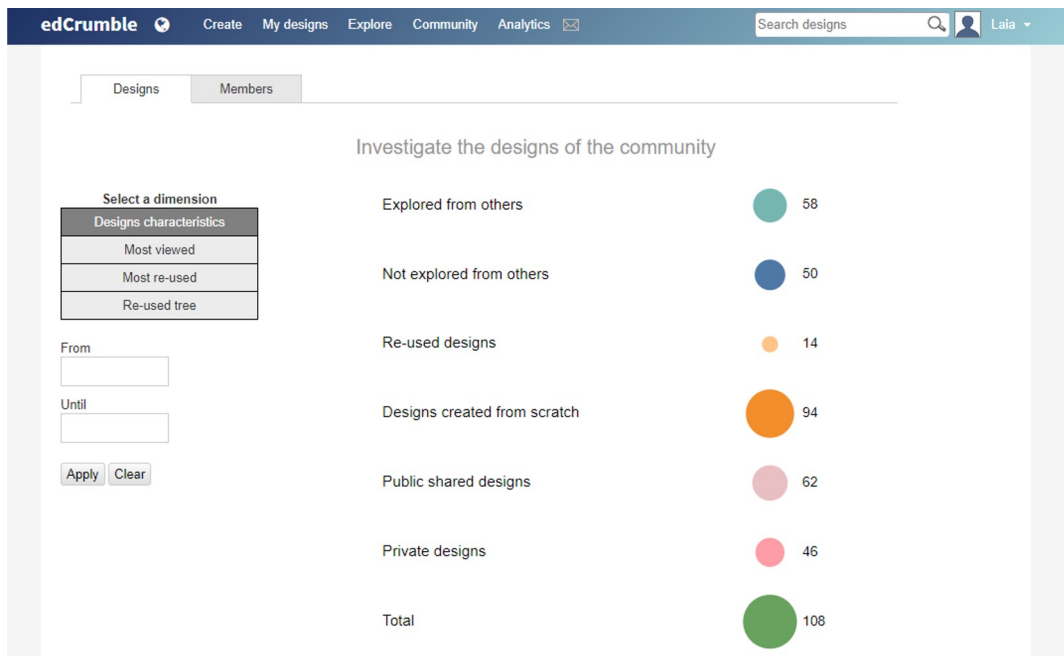 edCrumble Create My designs Explore Community Analytics Search designs Laia
Designs Members
Investigate the designs of the community
Select a dimension
Designs characteristics
Most viewed
Most re-used
Re-used tree
From
Until
Apply Clear
Explored from others 58
Not explored from others 50
Re-used designs 14
Designs created from scratch 94
Public shared designs 62
Private designs 46
Total 108